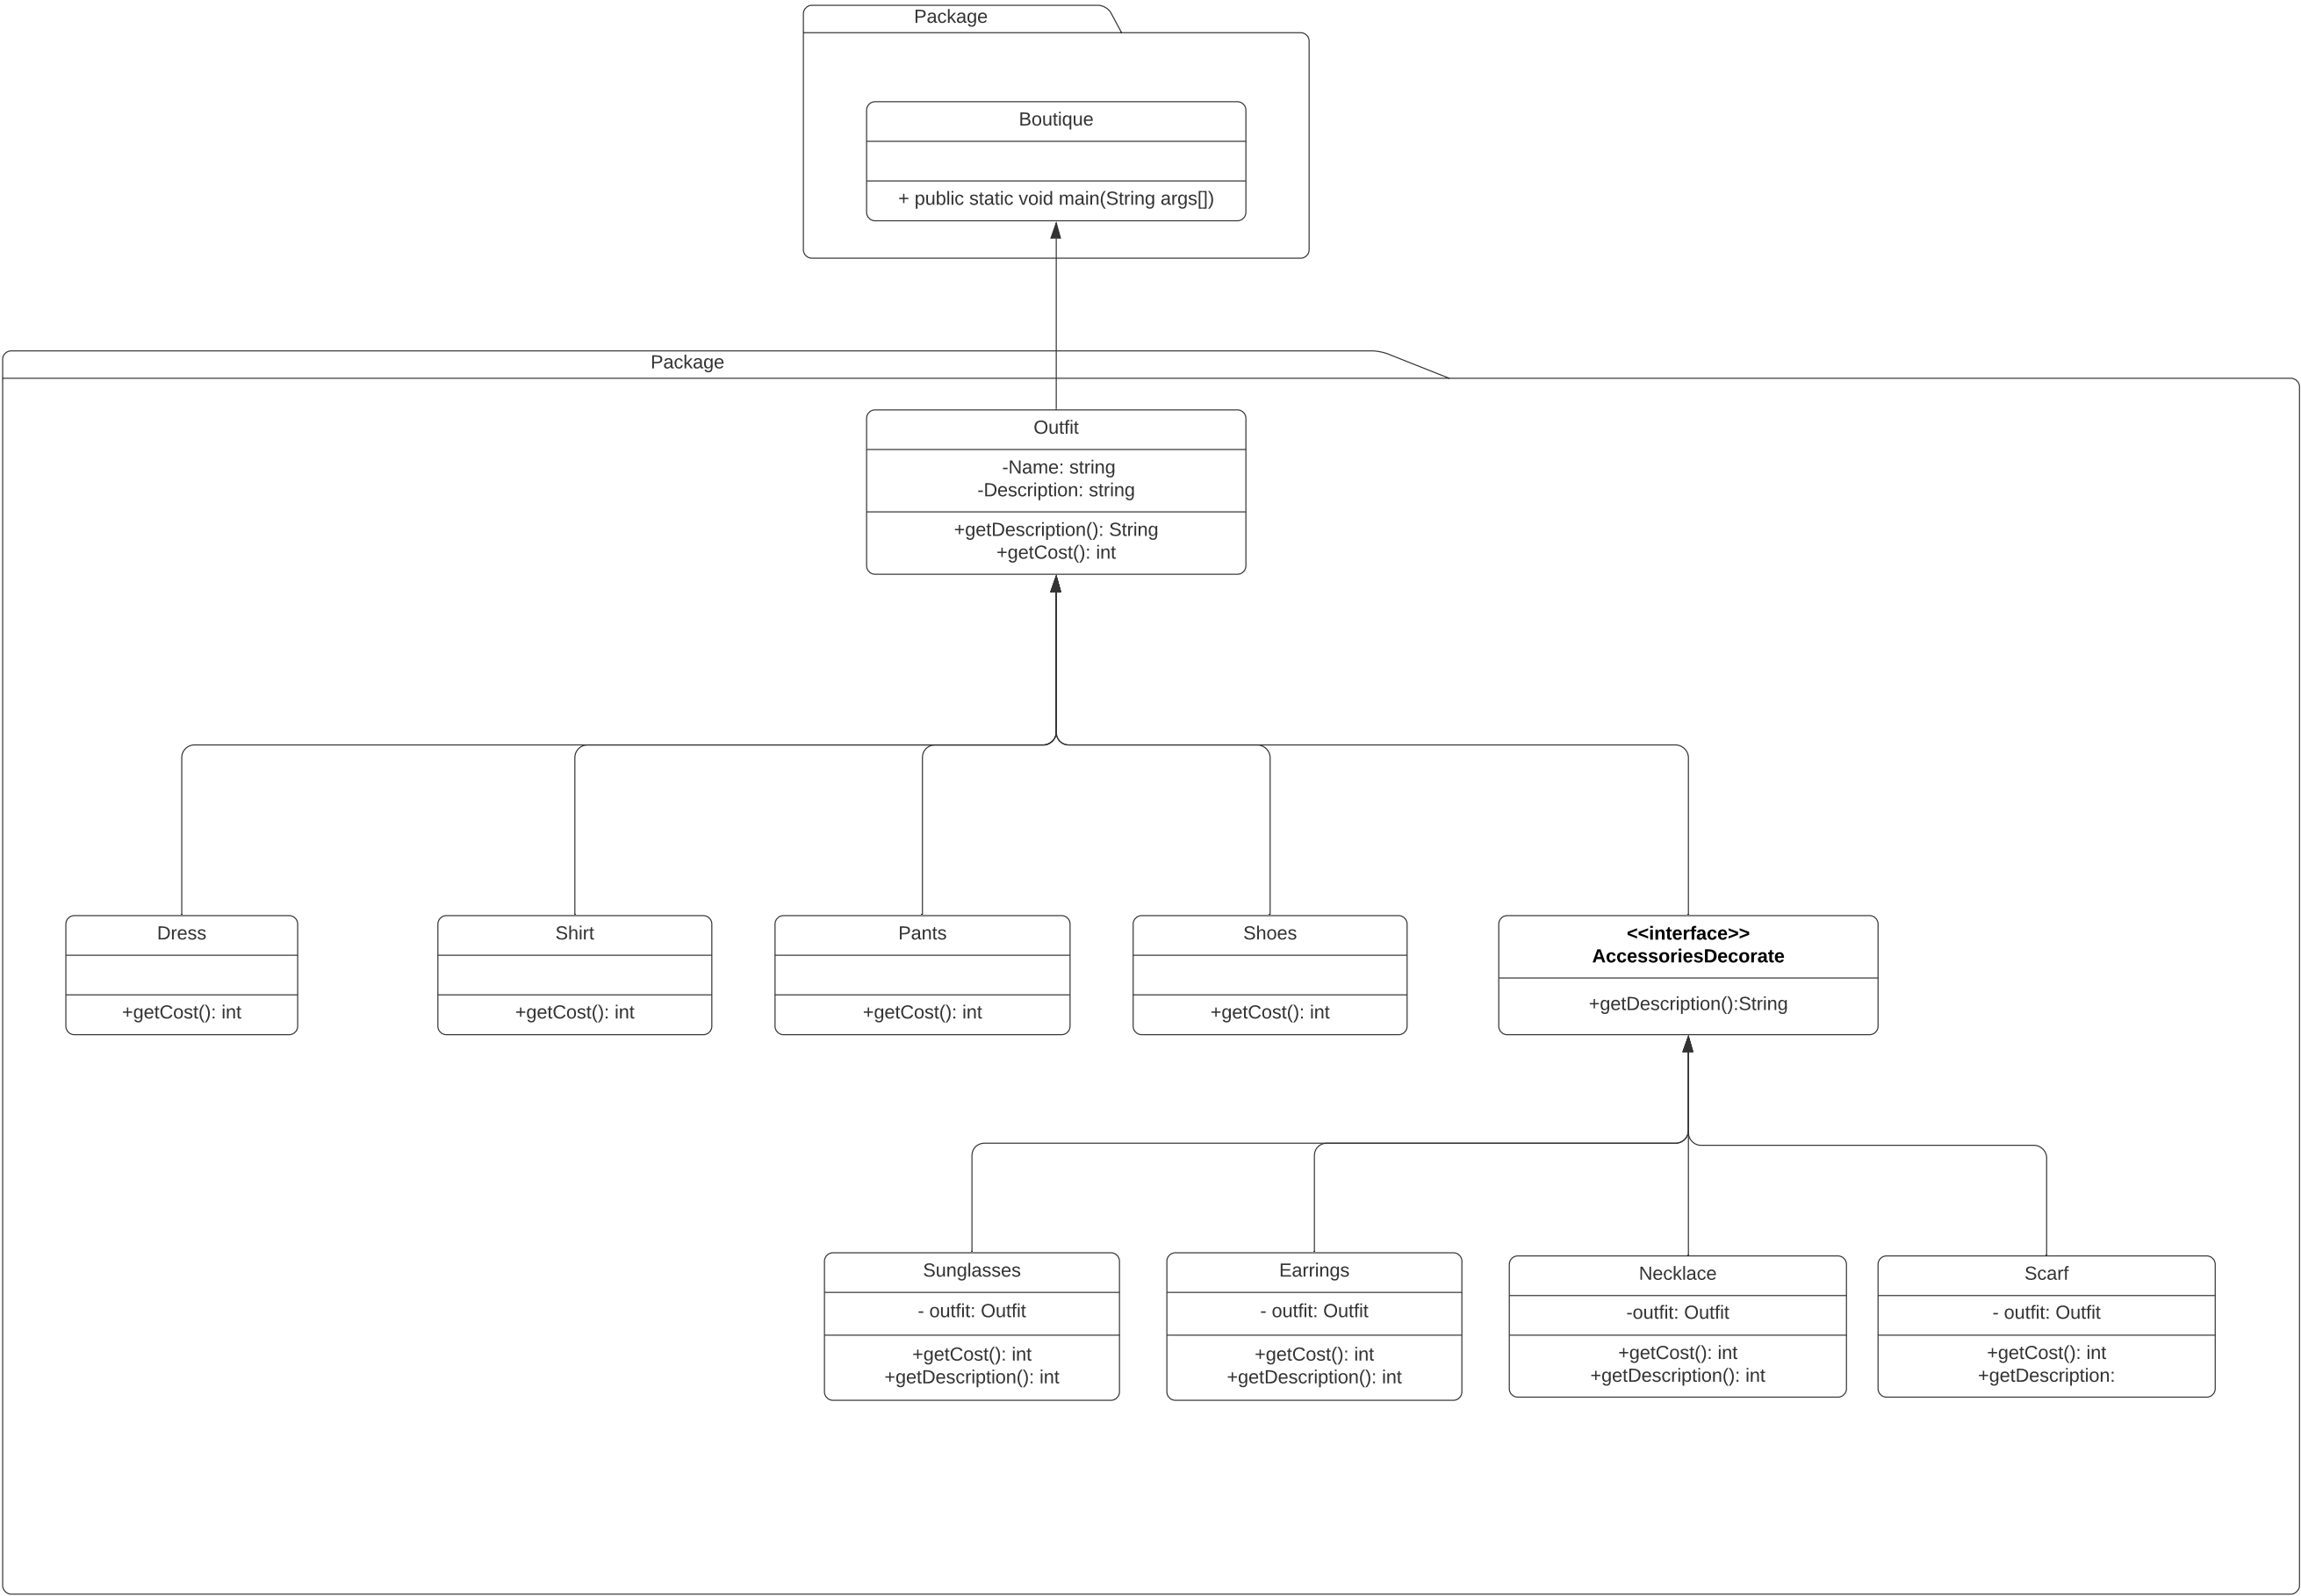 Package
Boutique
+ public static void main(String args[])
Package
Outfit
-Name: string
-Description: string
+getDescription(): String
+getCost(): int
Dress
+getCost(): int
Shirt
+getCost(): int
Pants
+getCost(): int
Shoes
+getCost(): int
<<interface>>
AccessoriesDecorate
+getDescription():String
Sunglasses
- outfit: Outfit
+getCost(): int
+getDescription(): int
Earrings
- outfit: Outfit
+getCost(): int
+getDescription(): int
Necklace
-outfit: Outfit
+getCost(): int
+getDescription(): int
Scarf
- outfit: Outfit
+getCost(): int
+getDescription: